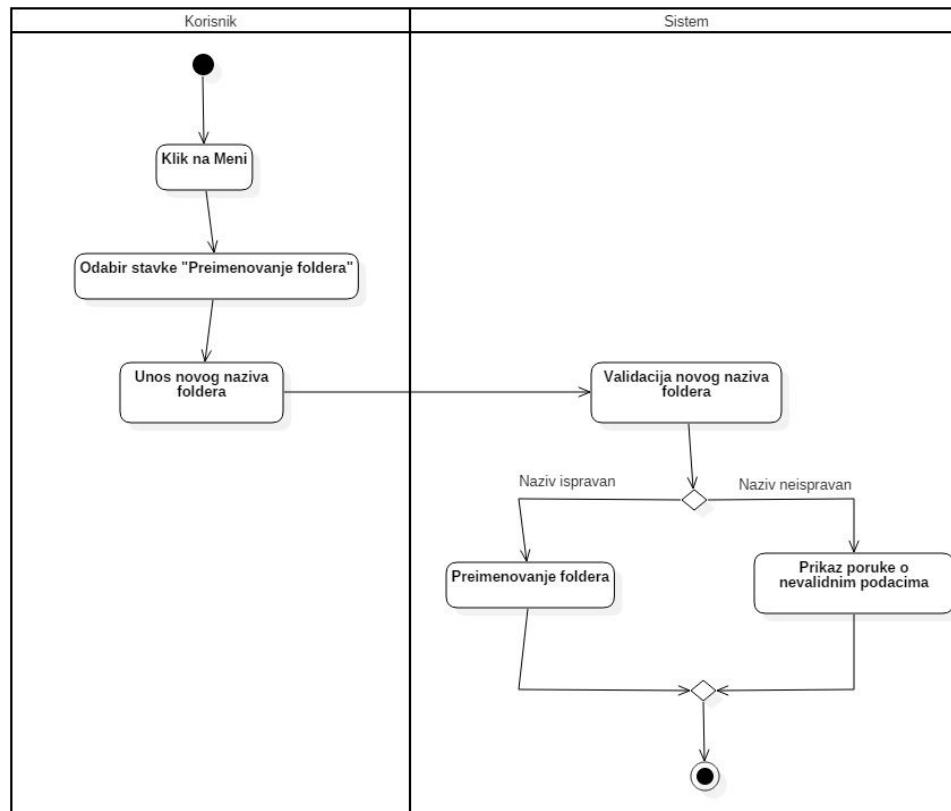 Korisnik
Sistem
Klik na Meni
Odabir stavke "Preimenovanje foldera"
Unos novog naziva
foldera
Validacija novog naziva
foldera
Naziv ispravan
Naziv neispravan
Preimenovanje foldera
Prikaz poruke o
nevalidnim podacima